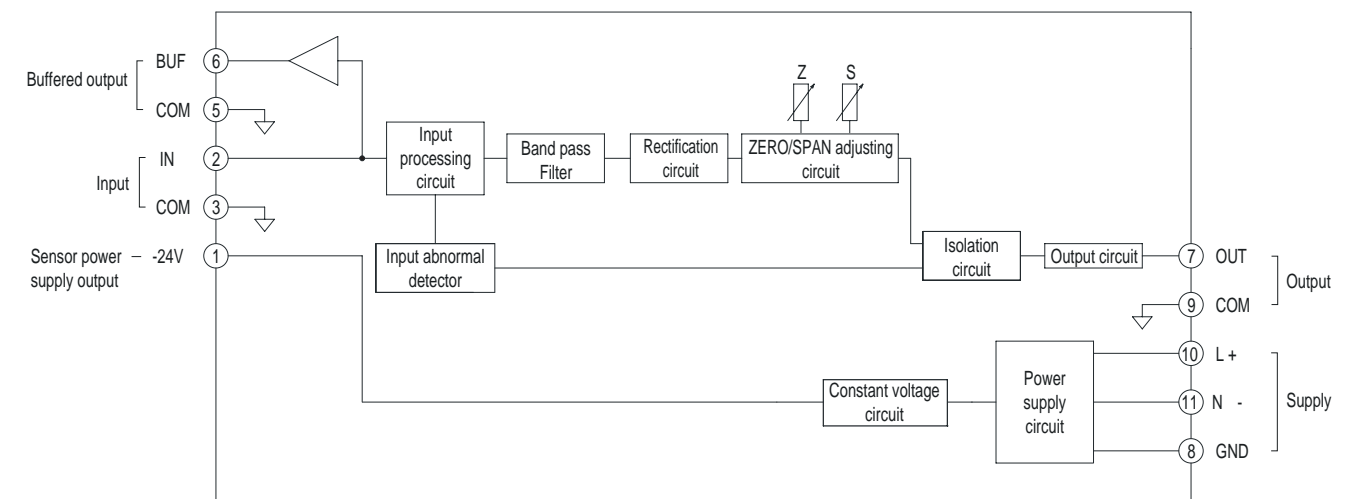 Buffered output
BUF
6
COM
5
Input
IN
2
COM
3
Sensor power
supply output
-24V
1
Input
processing
circuit
Band pass
Filter
Rectification
circuit
Z
S
ZERO/SPAN adjusting
circuit
Input abnormal
detector
Isolation
circuit
Output circuit
7
OUT
9
COM
Output
Constant voltage
circuit
Power
supply
circuit
10
L +
11
N -
8
GND
Supply